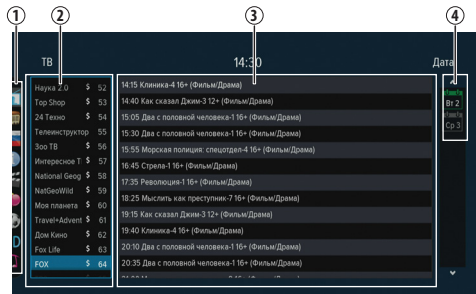 1 2 3 4
ТВ 14:30 Дата
Наука 2.0 $ 52
Top Shop $ 53
24 Техно $ 54
Телеинструктор 55
Зоо ТВ $ 56
Интересное Т $ 57
National Geog $ 58
NatGeoWild $ 59
Моя планета $ 60
Travel+Advent $ 61
Дом Кино $ 62
Fox Life $ 63
FOX $ 64
14:15 Клиника-4 16+ (Фильм/Драма)
14:40 Как сказал Джим-3 12+ (Фильм/Драма)
15:05 Два с половной человека-1 16+ (Фильм/Драма)
15:30 Два с половной человека-1 16+ (Фильм/Драма)
15:55 Морская полиция: спецотдел-4 16+ (Фильм/Драма)
16:45 Стрела-1 16+ (Фильм/Драма)
17:35 Революция-1 16+ (Фильм/Драма)
18:25 Мыслить как преступник-7 16+ (Фильм/Драма)
19:15 Как сказал Джим-3 12+ (Фильм/Драма)
19:40 Клиника-4 16+ (Фильм/Драма)
20:10 Два с половной человека-1 16+ (Фильм/Драма)
20:35 Два с половной человека-1 16+ (Фильм/Драма)
Вт 2
Ср 3